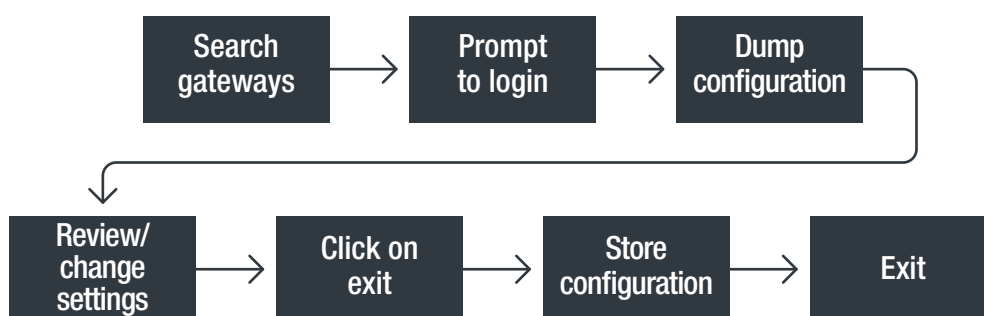 Search
gateways
Prompt
to login
Dump
configuration
Review/
change
settings
Click on
exit
Store
configuration
Exit